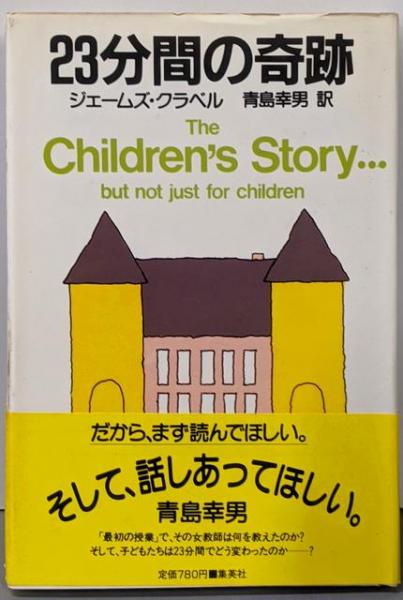 23分間の奇跡
ジェームズ・クラベル 青島幸男 訳
The
Children's Story...
but not just for children
だから、まず読んでほしい。
そして、話しあってほしい。
青島幸男
「最初の授業」で、その女教師は何を教えたのか?
そして、子どもたちは23分間でどう変わったのか──?
定価780円■集英社